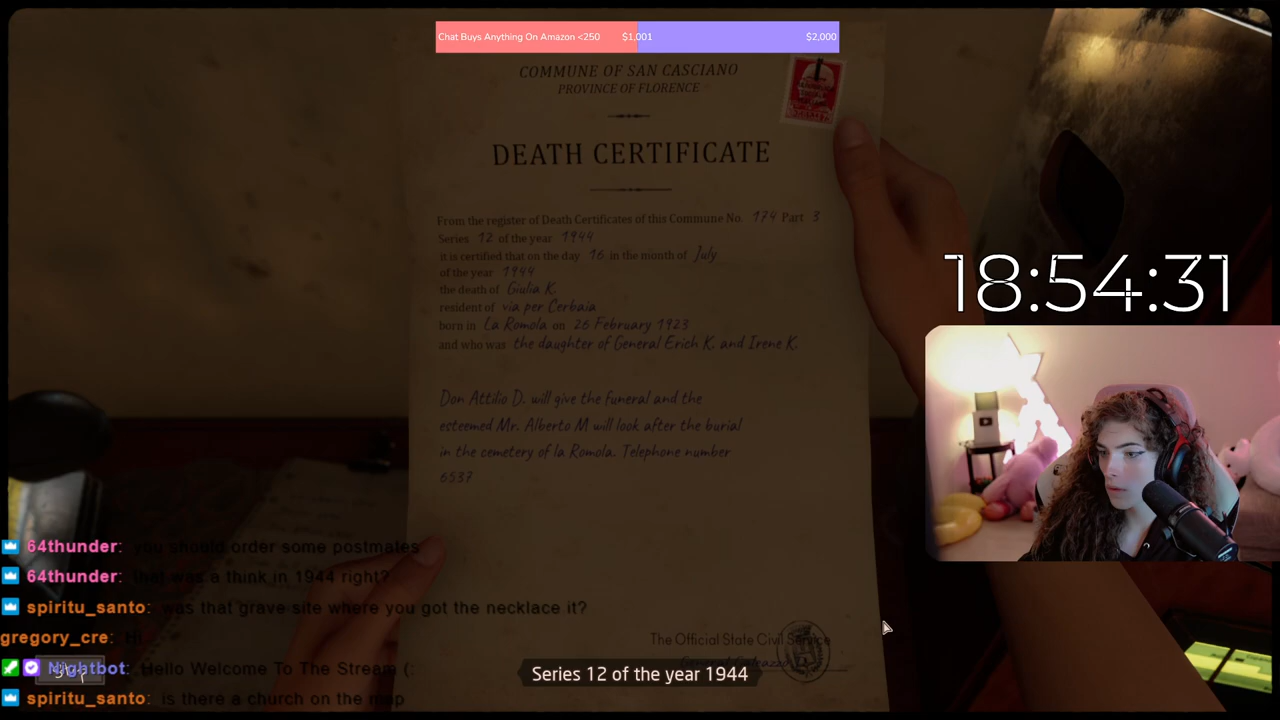 Chat Buys Anything On Amazon <250 $1,001 $2,000
COMMUNE OF SAN CASCIANO
PROVINCE OF FLORENCE
DEATH CERTIFICATE
From the register of Death Certificates of this Commune No. 174 Part 3
Series 12 of the year 1944
it is certified that on the day 16 in the month of July
of the year 1944
the death of Giulia K.
resident of via per Cerbaia
born in La Romola on 26 February 1923
and who was the daughter of General Erich K. and Irene K.
Don Attilio D. will give the funeral and the
esteemed Mr. Alberto M will look after the burial
in the cemetery of la Romola. Telephone number
6537
The Official State Civil Service
18:54:31
64thunder: you should order some postmates
64thunder: that was a think in 1944 right?
spiritu_santo: was that grave site where you got the necklace it?
gregory_cre: Hi
Nightbot: Hello Welcome To The Stream (:
spiritu_santo: is there a church on the map
Series 12 of the year 1944